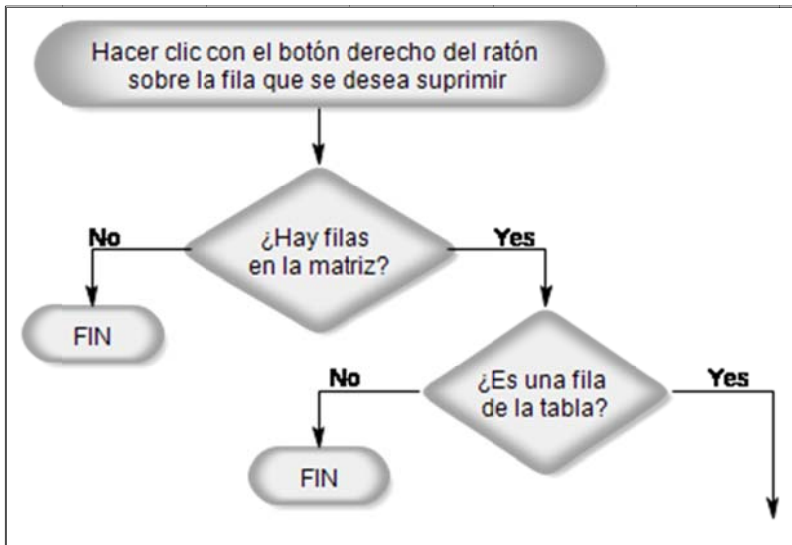 Hacer clic con el botón derecho del ratón
sobre la fila que se desea suprimir
No
¿Hay filas
en la matriz?
Yes
FIN
No
¿Es una fila
de la tabla?
Yes
FIN